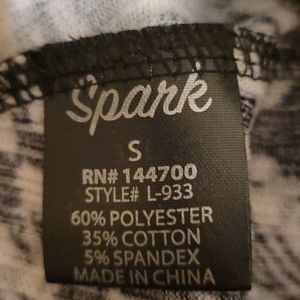 Spark
S
RN# 144700
STYLE# L-933
60% POLYESTER
35% COTTON
5% SPANDEX
MADE IN CHINA